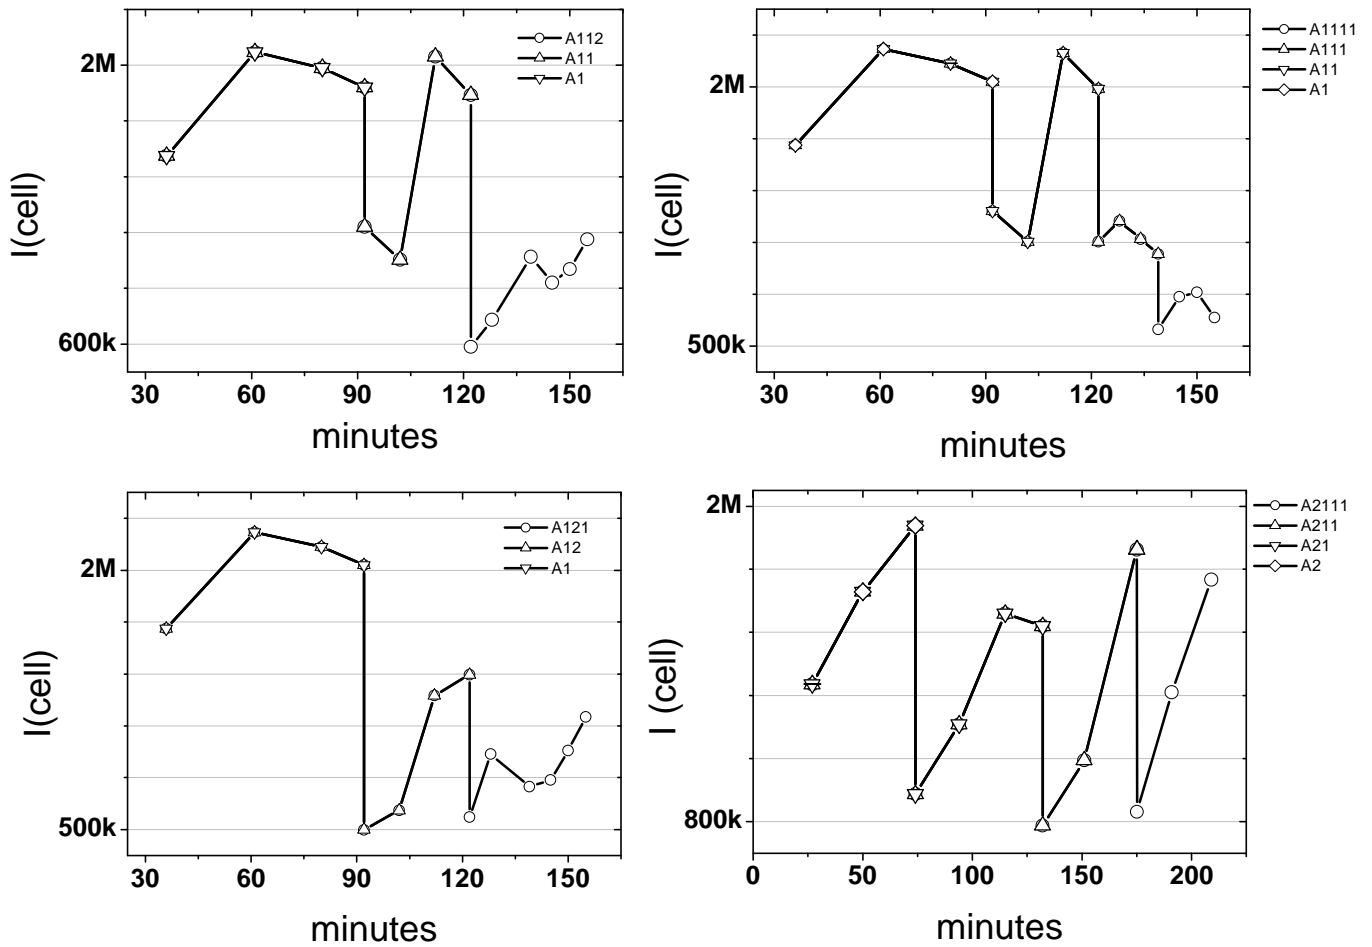 A112
A11
A1
2M
600k
I(cell)
30 60 90 120 150
minutes
A1111
A111
A11
A1
2M
500k
I(cell)
30 60 90 120 150
minutes
A121
A12
A1
2M
500k
I(cell)
30 60 90 120 150
minutes
A2111
A211
A21
A2
2M
800k
I (cell)
0 50 100 150 200
minutes